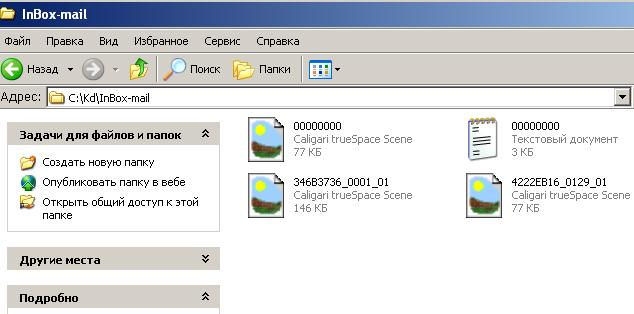 InBox-mail
Файл Правка Вид Избранное Сервис Справка
Назад Поиск Папки
Адрес: C:\Kd\InBox-mail
Задачи для файлов и папок
Создать новую папку
Опубликовать папку в вебе
Открыть общий доступ к этой
папке
Другие места
Подробно
00000000
Caligari trueSpace Scene
77 КБ
00000000
Текстовый документ
3 КБ
346B3736_0001_01
Caligari trueSpace Scene
146 КБ
4222EB16_0129_01
Caligari trueSpace Scene
77 КБ